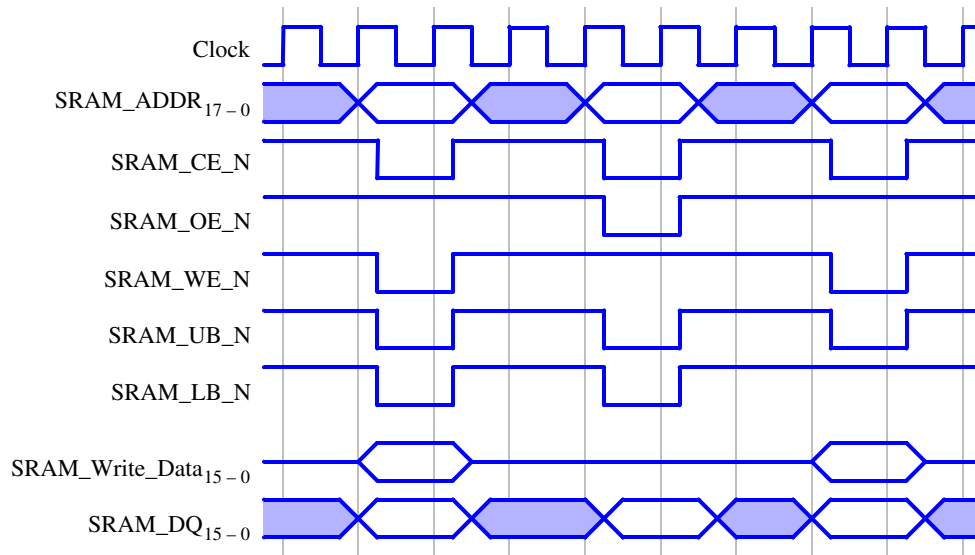 Clock
SRAM_ADDR17 – 0
SRAM_CE_N
SRAM_OE_N
SRAM_WE_N
SRAM_UB_N
SRAM_LB_N
SRAM_Write_Data15 – 0
SRAM_DQ15 – 0